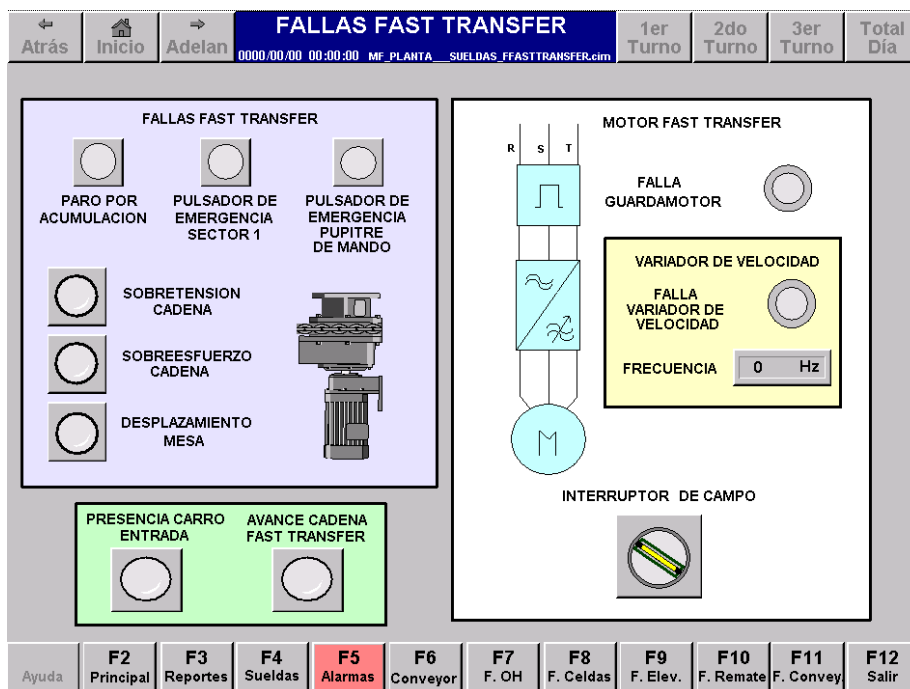 Atrás
Inicio
Adelan
FALLAS FAST TRANSFER
0000/00/00 00:00:00 MF_PLANTA___SUELDAS_FFASTTRANSFER.cim
1er
Turno
2do
Turno
3er
Turno
Total
Día
FALLAS FAST TRANSFER
PARO POR
ACUMULACION
PULSADOR DE
EMERGENCIA
SECTOR 1
PULSADOR DE
EMERGENCIA
PUPITRE
DE MANDO
SOBRETENSION
CADENA
SOBREESFUERZO
CADENA
DESPLAZAMIENTO
MESA
PRESENCIA CARRO
ENTRADA
AVANCE CADENA
FAST TRANSFER
MOTOR FAST TRANSFER
R S T
FALLA
GUARDAMOTOR
VARIADOR DE VELOCIDAD
FALLA
VARIADOR DE
VELOCIDAD
FRECUENCIA 0 Hz
M
INTERRUPTOR DE CAMPO
Ayuda
F2
Principal
F3
Reportes
F4
Sueldas
F5
Alarmas
F6
Conveyor
F7
F. OH
F8
F. Celdas
F9
F. Elev.
F10
F. Remate
F11
F. Convey.
F12
Salir